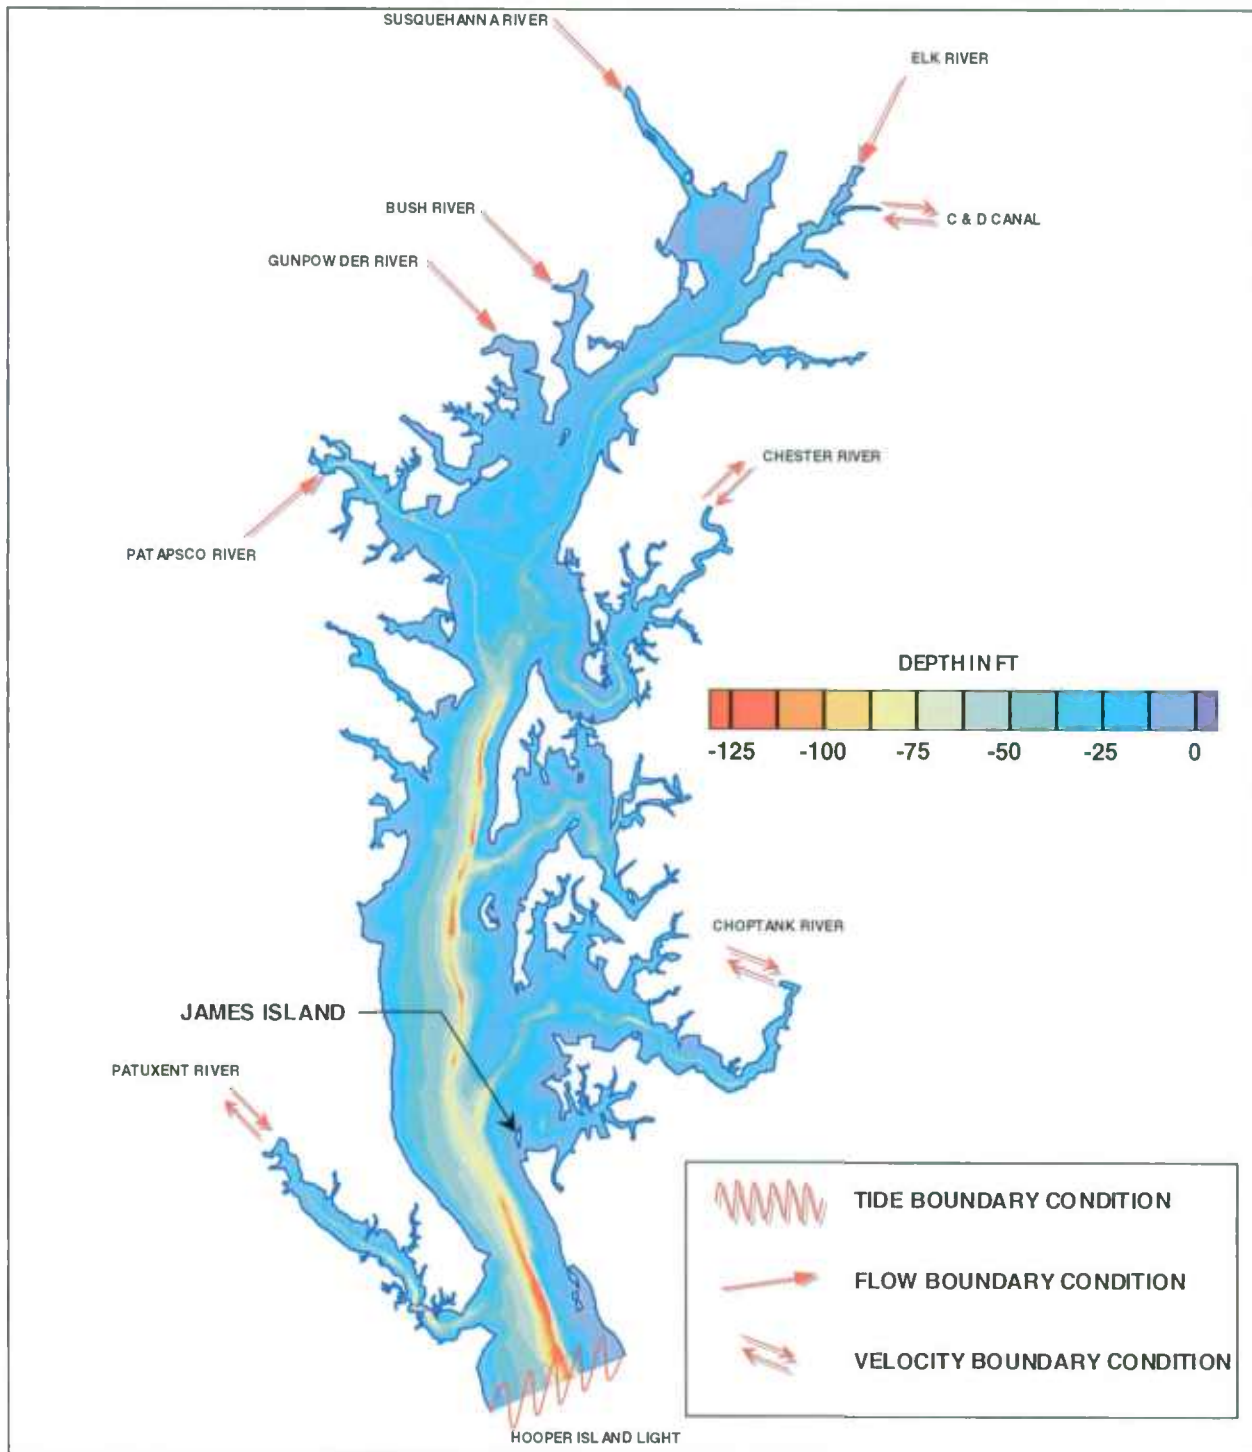 SUSQUEHANNA RIVER
ELK RIVER
BUSH RIVER
C & D CANAL
GUNPOWDER RIVER
CHESTER RIVER
PATAPSCO RIVER
DEPTH IN FT
-125 -100 -75 -50 -25 0
CHOPTANK RIVER
JAMES ISLAND
PATUXENT RIVER
TIDE BOUNDARY CONDITION
FLOW BOUNDARY CONDITION
VELOCITY BOUNDARY CONDITION
HOOPER ISLAND LIGHT